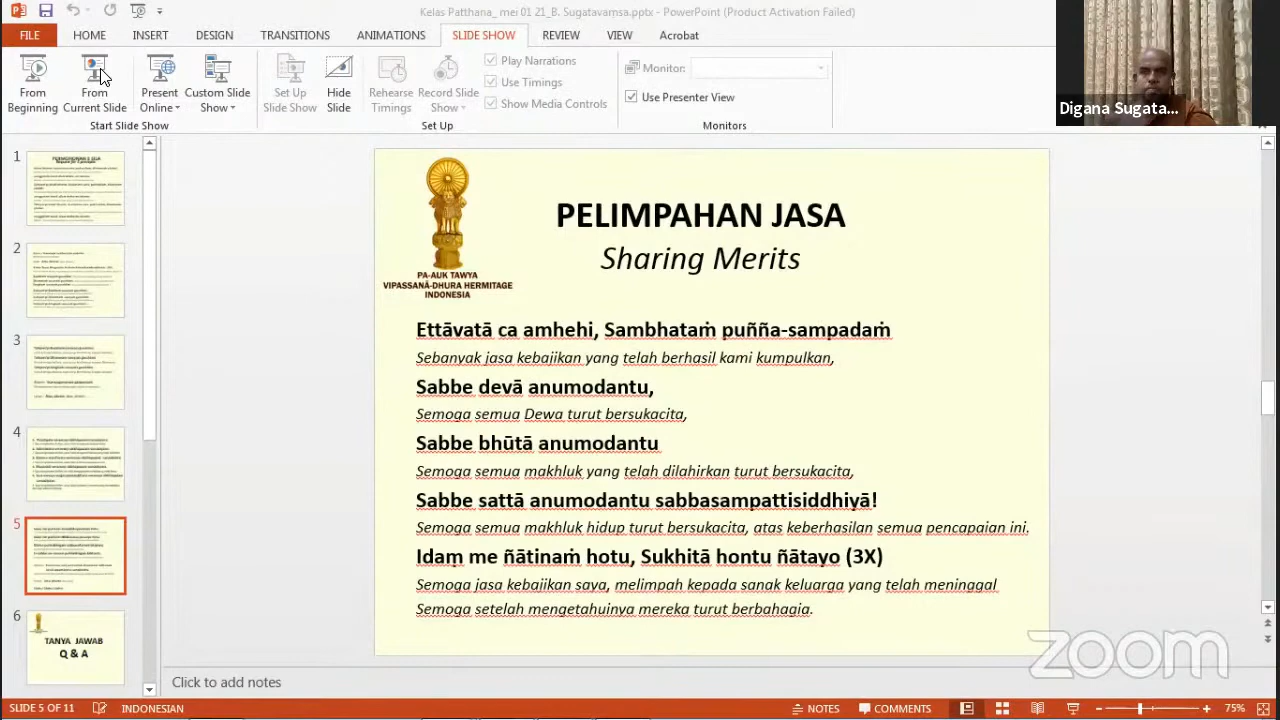 Kelas Patthana_mei 01 21_B. Sugatavamsa.pptx - PowerPoint (Product Activation Failed)
FILE HOME INSERT DESIGN TRANSITIONS ANIMATIONS SLIDE SHOW REVIEW VIEW Acrobat
From Beginning
From Current Slide
Present Online
Custom Slide Show
Set Up Slide Show
Hide Slide
Rehearse Timings
Record Slide Show
Play Narrations
Use Timings
Show Media Controls
Monitor:
Use Presenter View
Start Slide Show
Set Up
Monitors
Digana Sugata...
1
2
3
4
5
6
TANYA JAWAB
Q & A
PA-AUK TAWYA
VIPASSANĀ-DHURA HERMITAGE
INDONESIA
PELIMPAHAN JASA
Sharing Merits
Ettāvatā ca amhehi, Sambhataṁ puñña-sampadaṁ
Sebanyak jasa kebajikan yang telah berhasil kami kumpulkan,
Sabbe devā anumodantu,
Semoga semua Dewa turut bersukacita,
Sabbe bhūtā anumodantu
Semoga semua makhluk yang telah dilahirkan turut bersukacita,
Sabbe sattā anumodantu sabbasampattisiddhiyā!
Semoga semua makhluk hidup turut bersukacita atas keberhasilan semua pencapaian ini.
Idaṃ me ñātinaṁ hotu, Sukhitā hontu ñātayo (3X)
Semoga jasa kebajikan saya, melimpah kepada sanak keluarga yang telah meninggal
Semoga setelah mengetahuinya mereka turut berbahagia.
zoom
Click to add notes
SLIDE 5 OF 11 INDONESIAN NOTES COMMENTS 75%